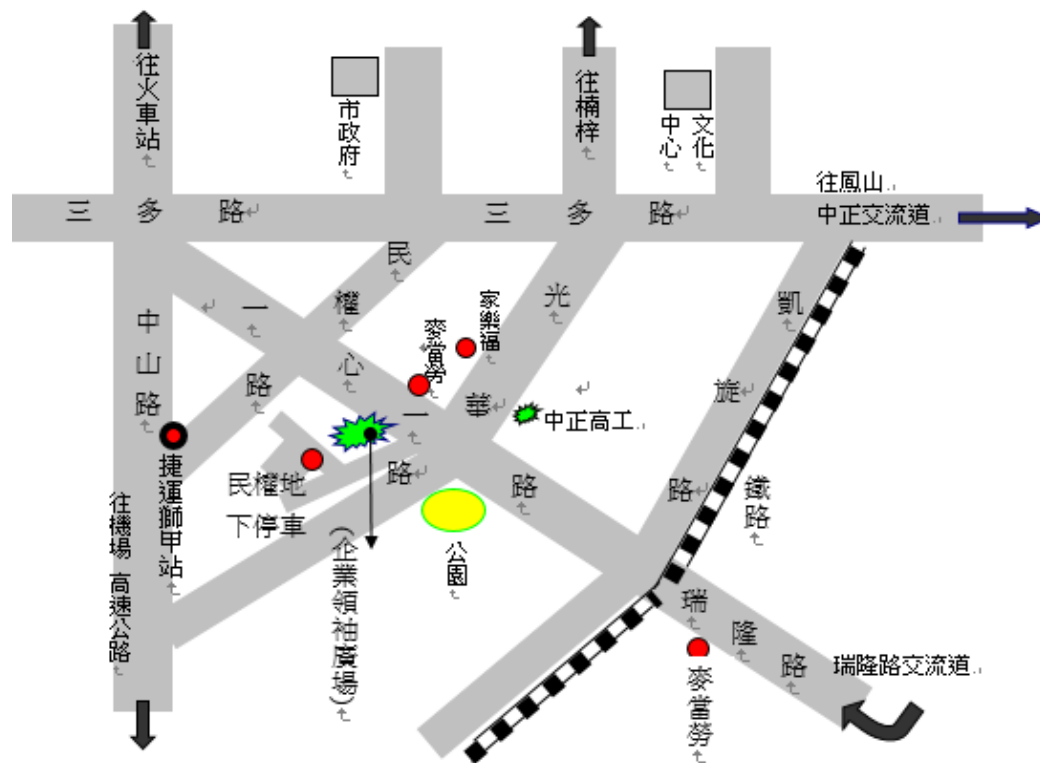 往火車站
市政府
往楠梓
文化
中心
往鳳山
中正交流道
三多路
三多路
中山路
民權路
一心一路
光華路
凱旋路
家樂福
麥當勞
中正高工
捷運獅甲站
民權地
下停車
(企業領袖廣場)
公園
鐵路
往機場 高速公路
瑞隆路
麥當勞
瑞隆路交流道